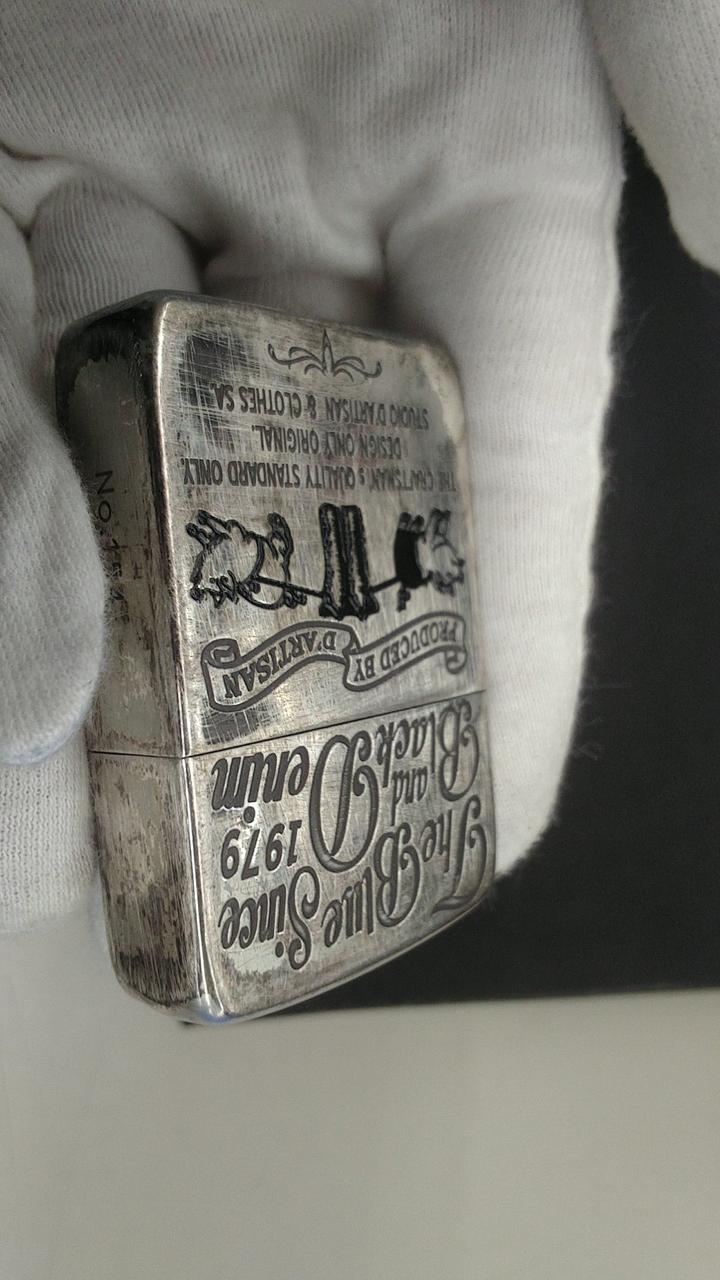 The Blue Since
and 1979
Black Denim
PRODUCED BY D'ARTISAN
THE CRAFTSMAN,s QUALITY STANDARD ONLY.
DESIGN ONLY ORIGINAL.
STUDIO D'ARTISAN & CLOTHES SA.